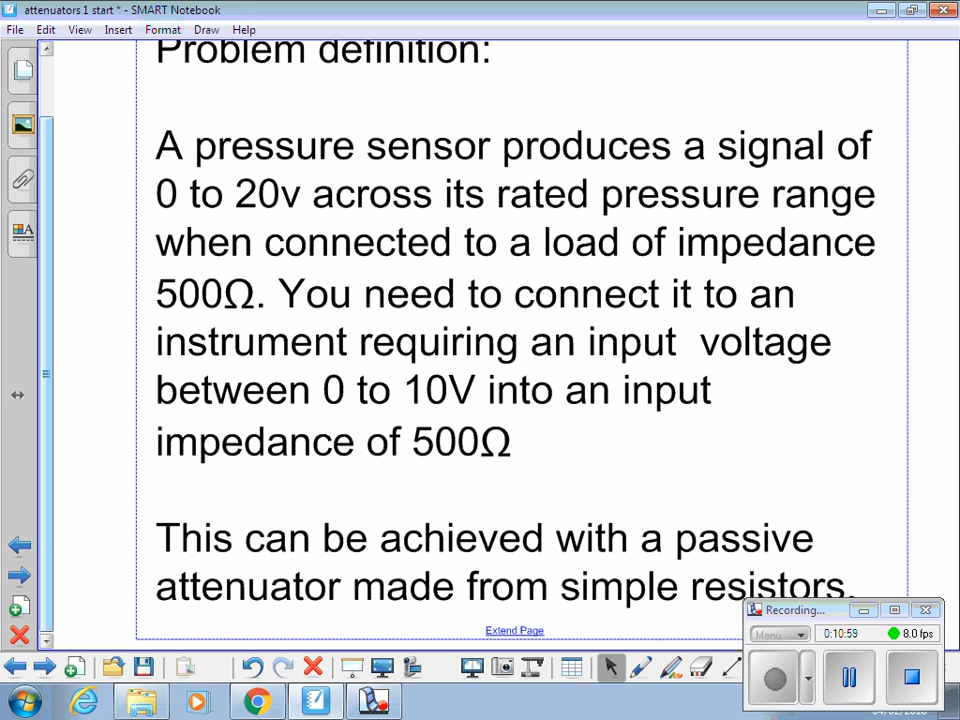 attenuators 1 start * - SMART Notebook
File Edit View Insert Format Draw Help
Problem definition:
A pressure sensor produces a signal of
0 to 20v across its rated pressure range
when connected to a load of impedance
500Ω. You need to connect it to an
instrument requiring an input voltage
between 0 to 10V into an input
impedance of 500Ω
This can be achieved with a passive
attenuator made from simple resistors.
Extend Page
Recording...
Menu 0:10:59 8.0 fps